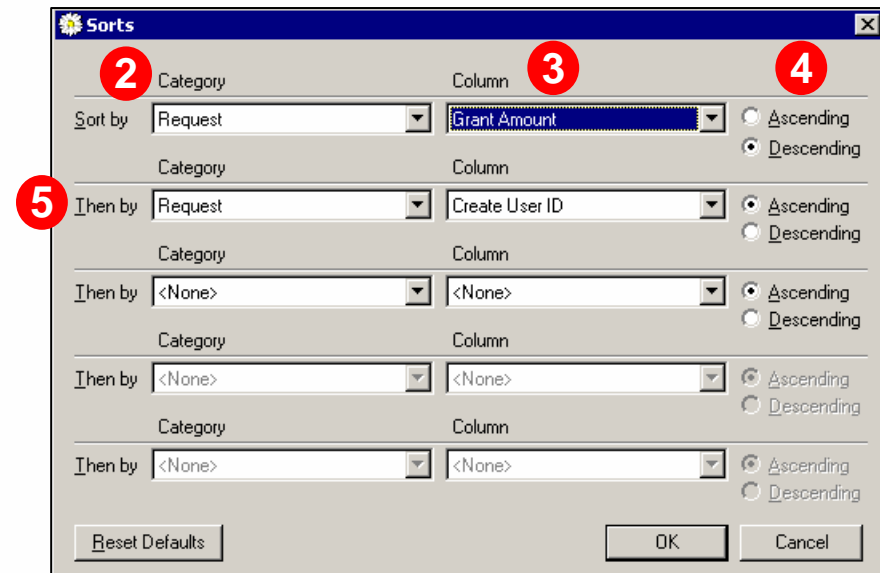 Sorts
2 Category Column 3 4
Sort by Request Grant Amount Ascending
Descending
Category Column
5 Then by Request Create User ID Ascending
Descending
Category Column
Then by <None> <None> Ascending
Descending
Category Column
Then by <None> <None> Ascending
Descending
Category Column
Then by <None> <None> Ascending
Descending
Reset Defaults OK Cancel